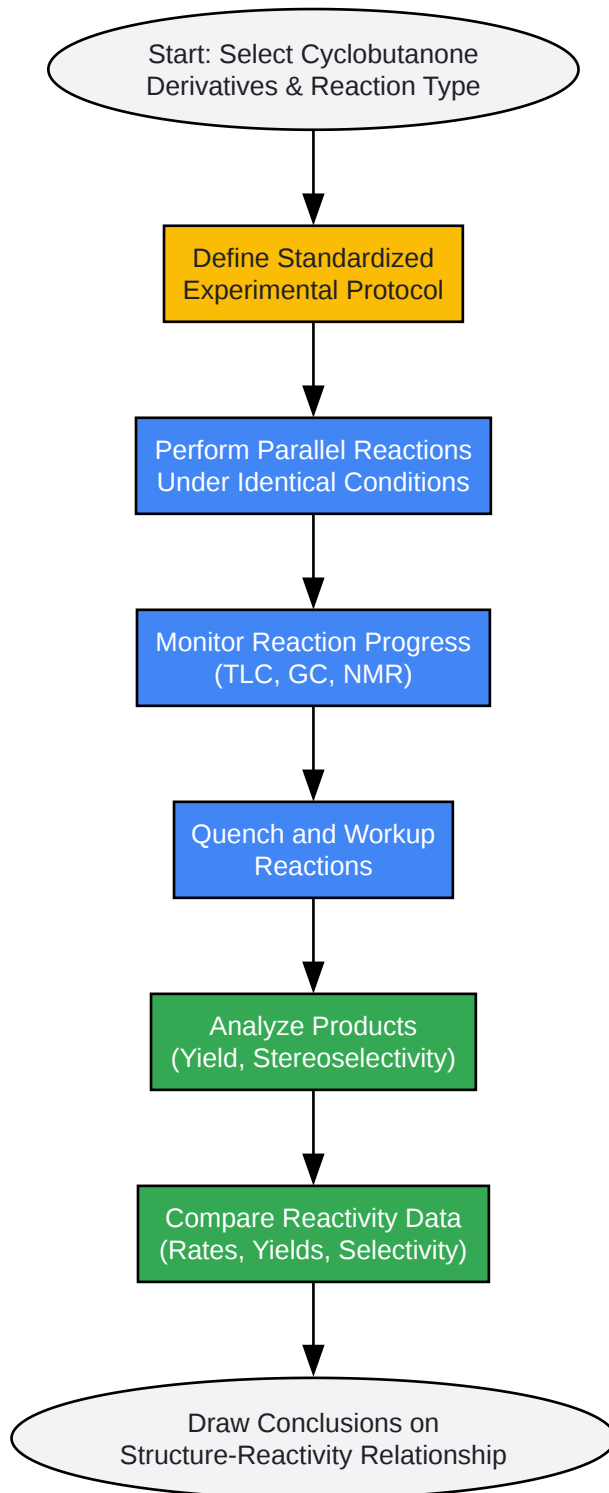 Start: Select Cyclobutanone
Derivatives & Reaction Type
Define Standardized
Experimental Protocol
Perform Parallel Reactions
Under Identical Conditions
Monitor Reaction Progress
(TLC, GC, NMR)
Quench and Workup
Reactions
Analyze Products
(Yield, Stereoselectivity)
Compare Reactivity Data
(Rates, Yields, Selectivity)
Draw Conclusions on
Structure-Reactivity Relationship